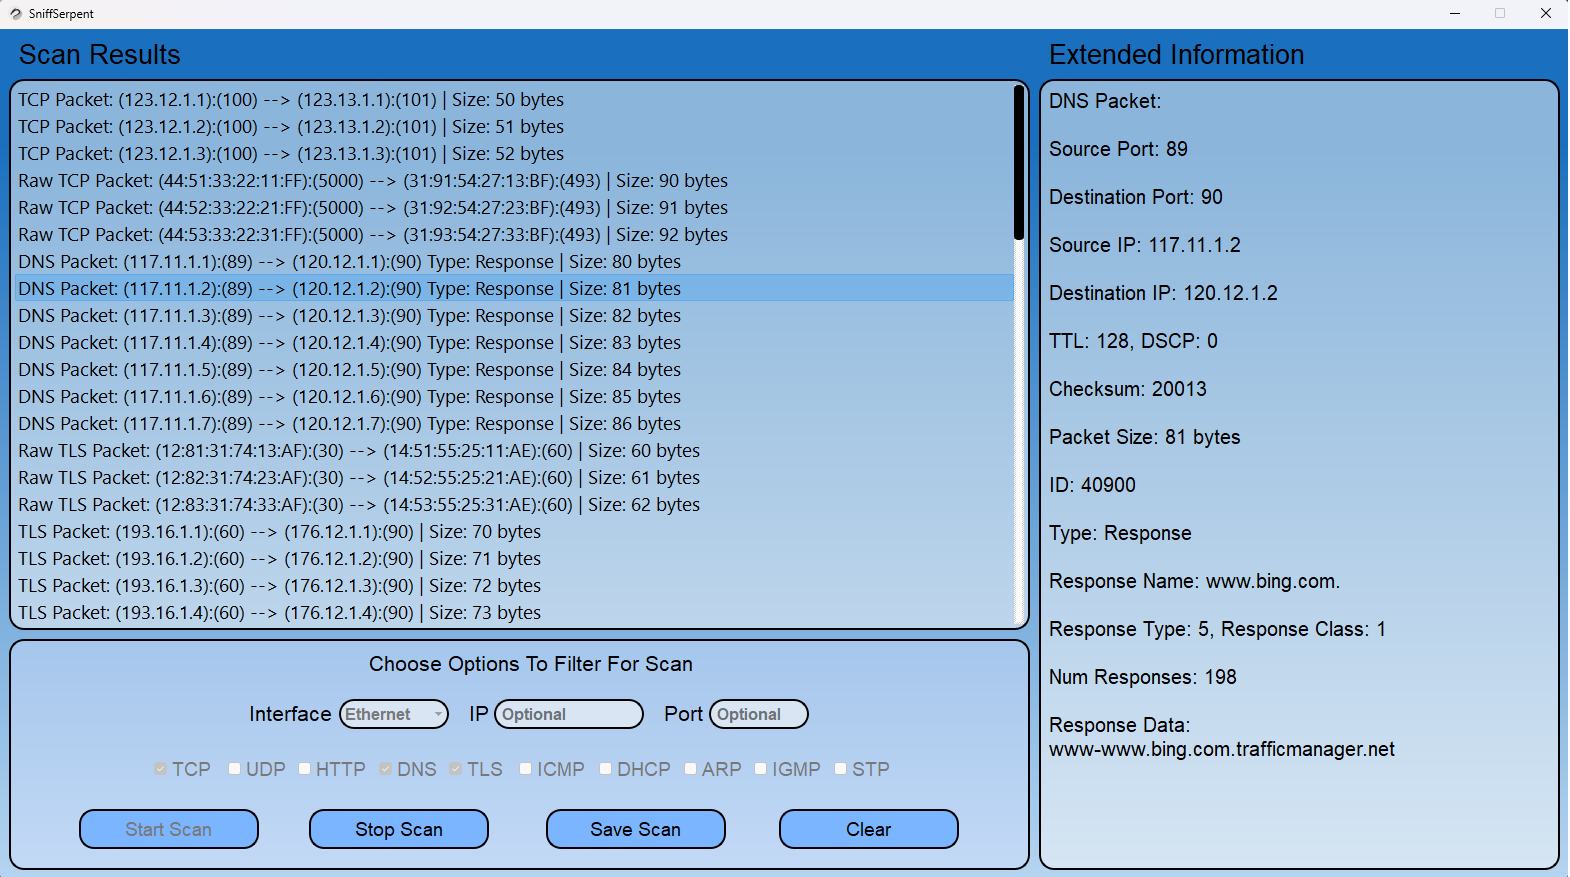 SniffSerpent
Scan Results
TCP Packet: (123.12.1.1):(100) --> (123.13.1.1):(101) | Size: 50 bytes
TCP Packet: (123.12.1.2):(100) --> (123.13.1.2):(101) | Size: 51 bytes
TCP Packet: (123.12.1.3):(100) --> (123.13.1.3):(101) | Size: 52 bytes
Raw TCP Packet: (44:51:33:22:11:FF):(5000) --> (31:91:54:27:13:BF):(493) | Size: 90 bytes
Raw TCP Packet: (44:52:33:22:21:FF):(5000) --> (31:92:54:27:23:BF):(493) | Size: 91 bytes
Raw TCP Packet: (44:53:33:22:31:FF):(5000) --> (31:93:54:27:33:BF):(493) | Size: 92 bytes
DNS Packet: (117.11.1.1):(89) --> (120.12.1.1):(90) Type: Response | Size: 80 bytes
DNS Packet: (117.11.1.2):(89) --> (120.12.1.2):(90) Type: Response | Size: 81 bytes
DNS Packet: (117.11.1.3):(89) --> (120.12.1.3):(90) Type: Response | Size: 82 bytes
DNS Packet: (117.11.1.4):(89) --> (120.12.1.4):(90) Type: Response | Size: 83 bytes
DNS Packet: (117.11.1.5):(89) --> (120.12.1.5):(90) Type: Response | Size: 84 bytes
DNS Packet: (117.11.1.6):(89) --> (120.12.1.6):(90) Type: Response | Size: 85 bytes
DNS Packet: (117.11.1.7):(89) --> (120.12.1.7):(90) Type: Response | Size: 86 bytes
Raw TLS Packet: (12:81:31:74:13:AF):(30) --> (14:51:55:25:11:AE):(60) | Size: 60 bytes
Raw TLS Packet: (12:82:31:74:23:AF):(30) --> (14:52:55:25:21:AE):(60) | Size: 61 bytes
Raw TLS Packet: (12:83:31:74:33:AF):(30) --> (14:53:55:25:31:AE):(60) | Size: 62 bytes
TLS Packet: (193.16.1.1):(60) --> (176.12.1.1):(90) | Size: 70 bytes
TLS Packet: (193.16.1.2):(60) --> (176.12.1.2):(90) | Size: 71 bytes
TLS Packet: (193.16.1.3):(60) --> (176.12.1.3):(90) | Size: 72 bytes
TLS Packet: (193.16.1.4):(60) --> (176.12.1.4):(90) | Size: 73 bytes
Choose Options To Filter For Scan
Interface Ethernet IP Optional Port Optional
TCP UDP HTTP DNS TLS ICMP DHCP ARP IGMP STP
Start Scan Stop Scan Save Scan Clear
Extended Information
DNS Packet:
Source Port: 89
Destination Port: 90
Source IP: 117.11.1.2
Destination IP: 120.12.1.2
TTL: 128, DSCP: 0
Checksum: 20013
Packet Size: 81 bytes
ID: 40900
Type: Response
Response Name: www.bing.com.
Response Type: 5, Response Class: 1
Num Responses: 198
Response Data:
www-www.bing.com.trafficmanager.net